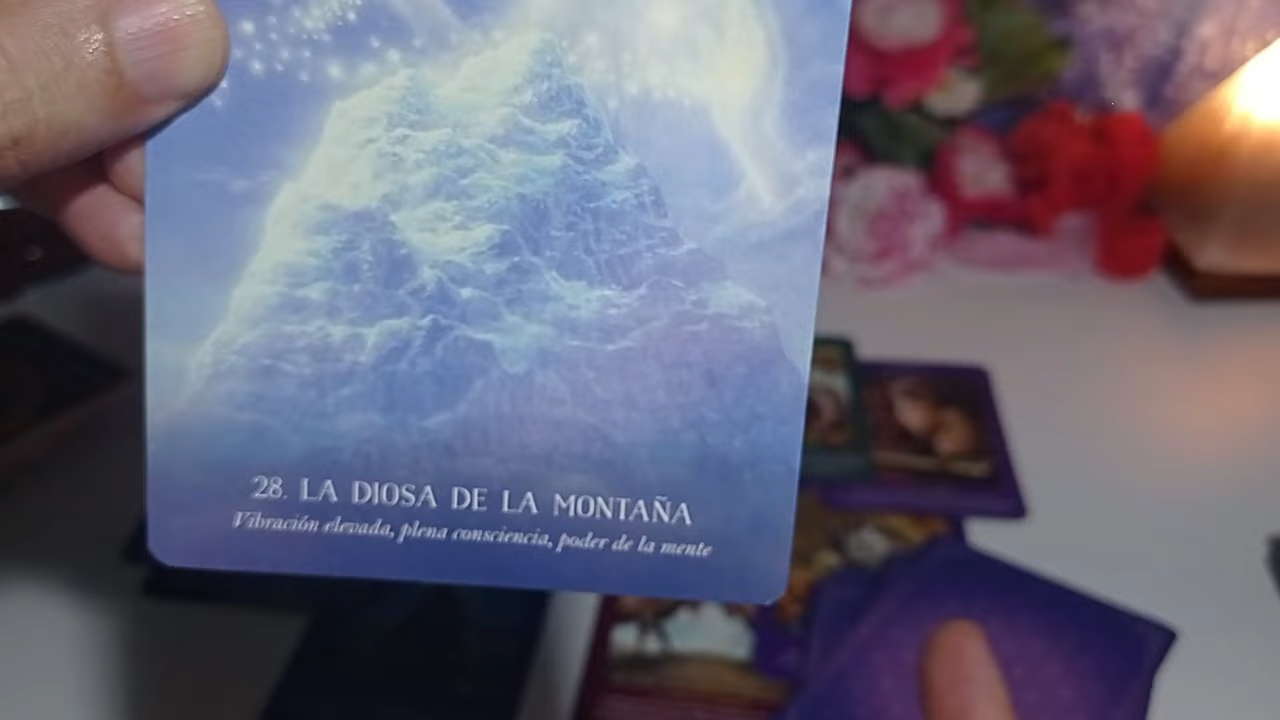 28. LA DIOSA DE LA MONTAÑA
Vibración elevada, plena consciencia, poder de la mente